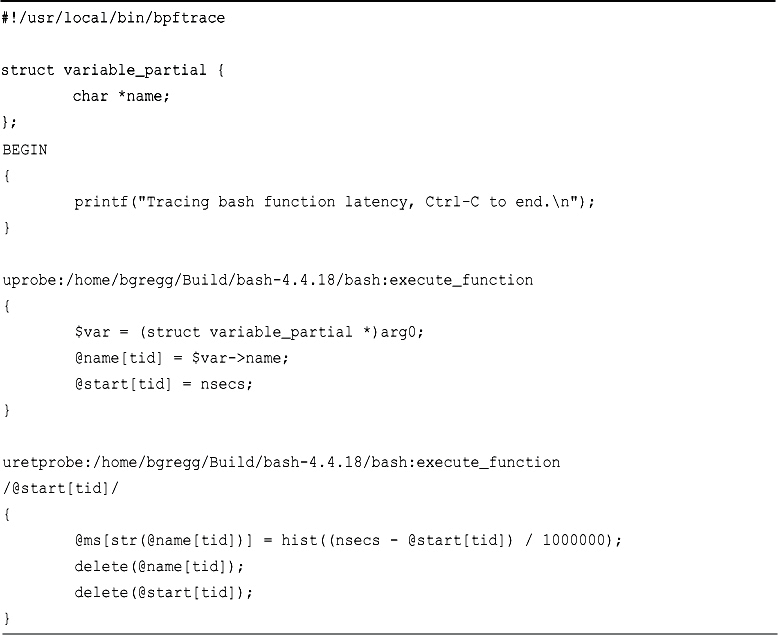 #!/usr/local/bin/bpftrace
struct variable_partial {
        char *name;
};
BEGIN
{
        printf("Tracing bash function latency, Ctrl-C to end.\n");
}
uprobe:/home/bgregg/Build/bash-4.4.18/bash:execute_function
{
        $var = (struct variable_partial *)arg0;
        @name[tid] = $var->name;
        @start[tid] = nsecs;
}
uretprobe:/home/bgregg/Build/bash-4.4.18/bash:execute_function
/@start[tid]/
{
        @ms[str(@name[tid])] = hist((nsecs - @start[tid]) / 1000000);
        delete(@name[tid]);
        delete(@start[tid]);
}